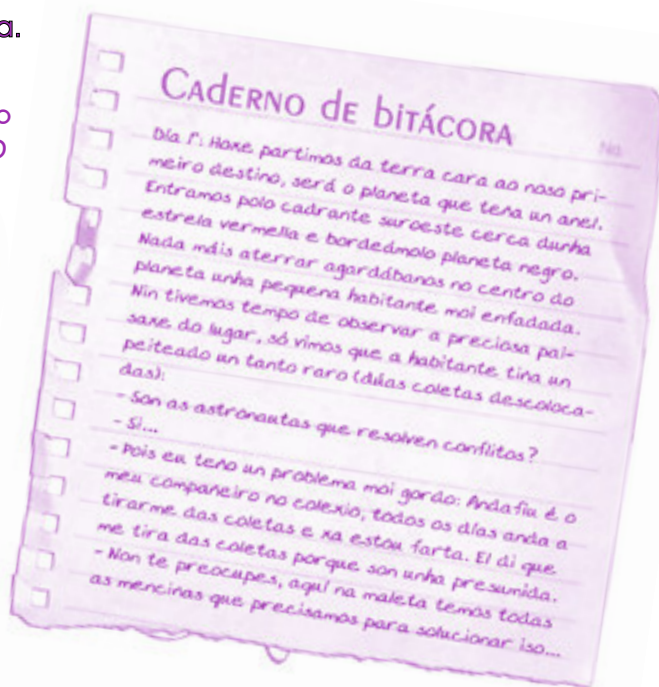 a.
o
o
CADERNO de BITÁCORA
No
Día 1º: Hoxe partimos da terra cara ao noso pri-
meiro destino, será o planeta que teña un anel.
Entramos polo cadrante suroeste cerca dunha
estrela vermella e bordeámolo planeta negro.
Nada máis aterrar agardábanos no centro do
planeta unha pequena habitante moi enfadada.
Nin tivemos tempo de observar a preciosa pai-
saxe do lugar, só vimos que a habitante tiña un
peiteado un tanto raro (dúas coletas descoloca-
das):
- Son as astronautas que resolven conflitos?
- Si...
- Pois eu teño un problema moi gordo: Andafiu é o
meu compañeiro no colexio, todos os días anda a
tirarme das coletas e xa estou farta. El di que
me tira das coletas porque son unha presumida.
- Non te preocupes, aquí na maleta temos todas
as menciñas que precisamos para solucionar iso...